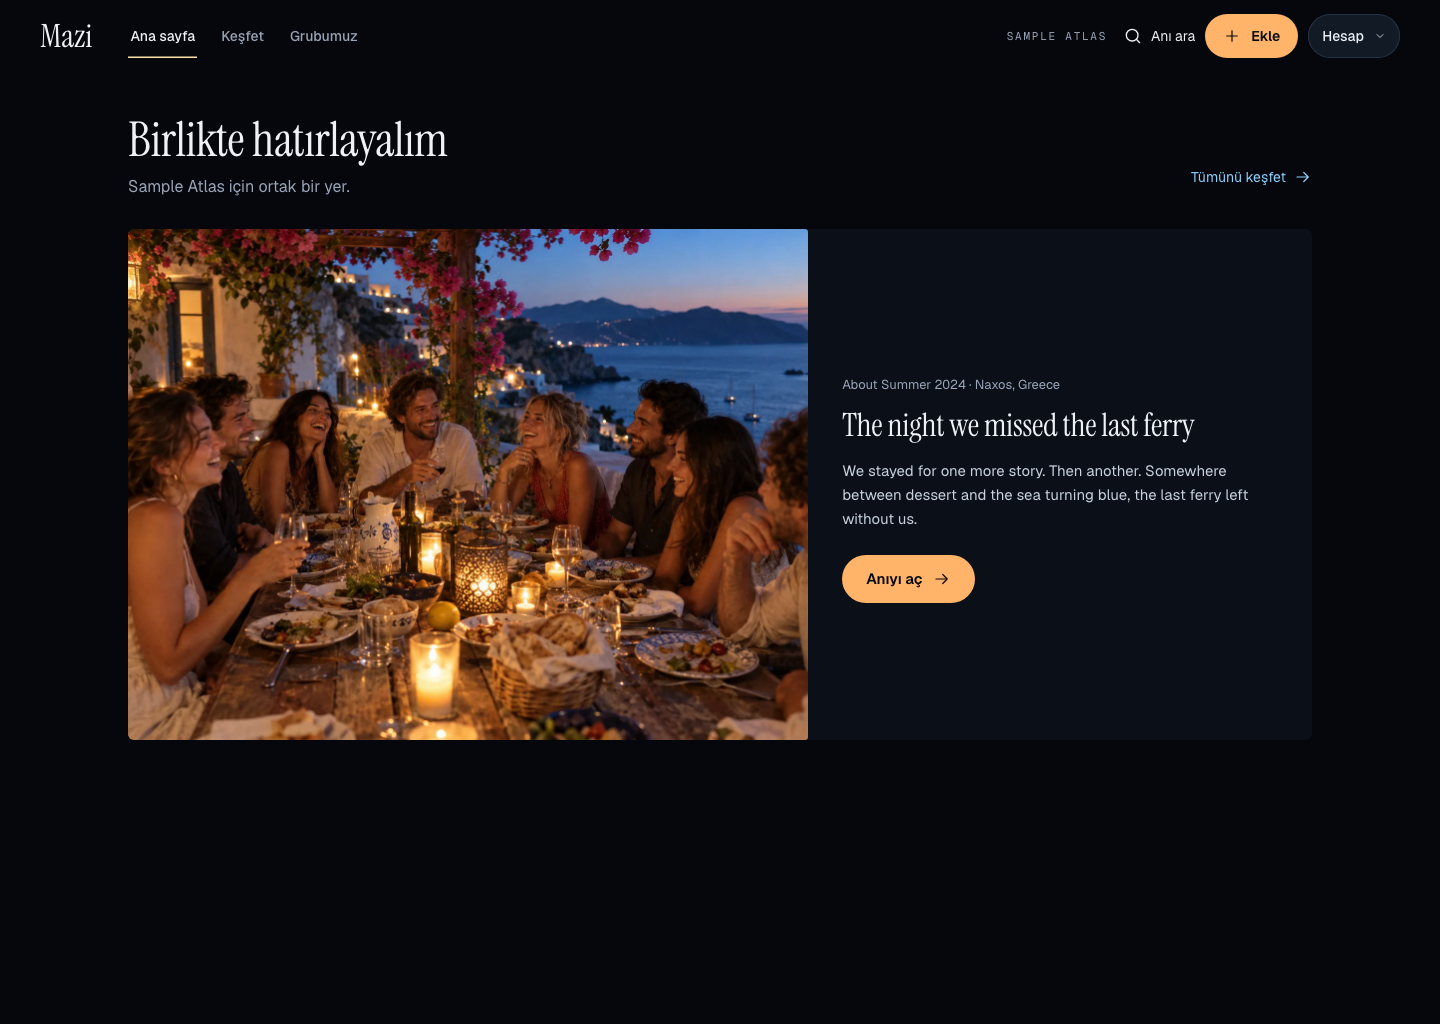 Mazi
Ana sayfa
Keşfet
Grubumuz
SAMPLE ATLAS
Anı ara
Ekle
Hesap
Birlikte hatırlayalım
Sample Atlas için ortak bir yer.
Tümünü keşfet
About Summer 2024 · Naxos, Greece
The night we missed the last ferry
We stayed for one more story. Then another. Somewhere
between dessert and the sea turning blue, the last ferry left
without us.
Anıyı aç